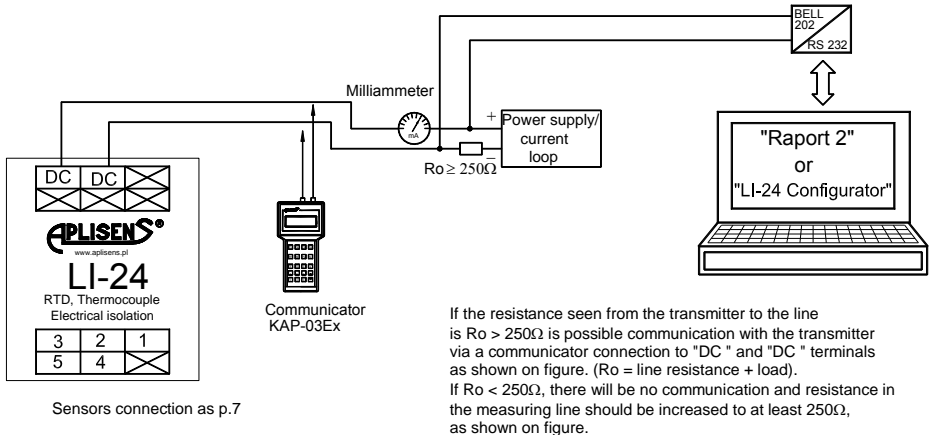 BELL
202
RS 232
Milliammeter
mA
+
Power supply/
current
loop
−
Ro ≥ 250Ω
"Raport 2"
or
"LI-24 Configurator"
DC DC
APLISENS®
www.aplisens.pl
LI-24
RTD, Thermocouple
Electrical isolation
3 2 1
5 4
Communicator
KAP-03Ex
Sensors connection as p.7
If the resistance seen from the transmitter to the line
is Ro > 250Ω is possible communication with the transmitter
via a communicator connection to "DC " and "DC " terminals
as shown on figure. (Ro = line resistance + load).
If Ro < 250Ω, there will be no communication and resistance in
the measuring line should be increased to at least 250Ω,
as shown on figure.